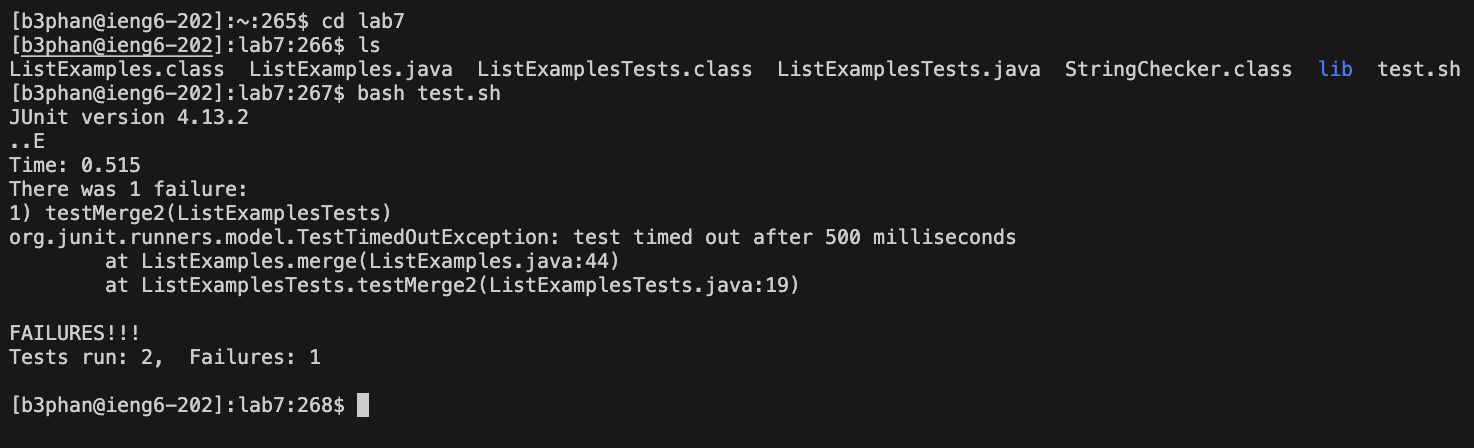 [b3phan@ieng6-202]:~:265$ cd lab7
[b3phan@ieng6-202]:lab7:266$ ls
ListExamples.class  ListExamples.java  ListExamplesTests.class  ListExamplesTests.java  StringChecker.class  lib  test.sh
[b3phan@ieng6-202]:lab7:267$ bash test.sh
JUnit version 4.13.2
..E
Time: 0.515
There was 1 failure:
1) testMerge2(ListExamplesTests)
org.junit.runners.model.TestTimedOutException: test timed out after 500 milliseconds
        at ListExamples.merge(ListExamples.java:44)
        at ListExamplesTests.testMerge2(ListExamplesTests.java:19)
FAILURES!!!
Tests run: 2,  Failures: 1
[b3phan@ieng6-202]:lab7:268$